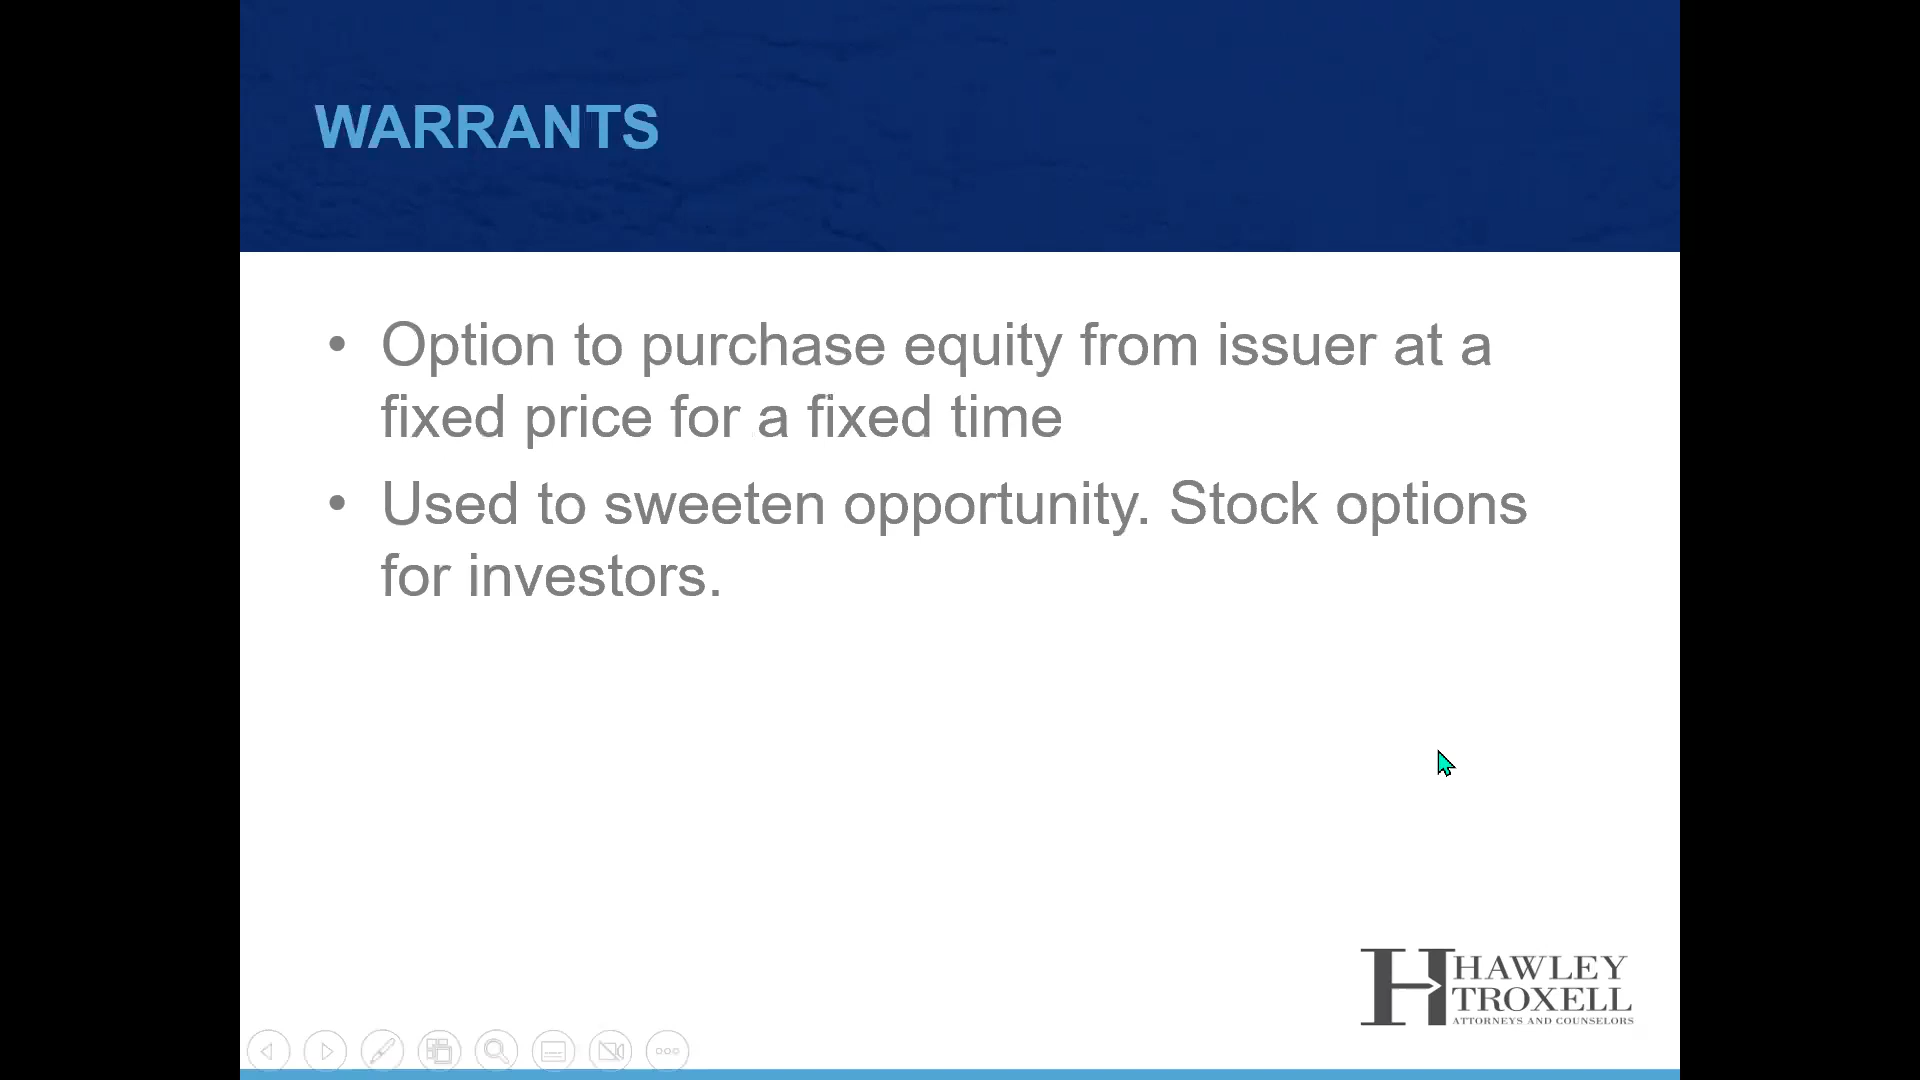 WARRANTS
• Option to purchase equity from issuer at a
fixed price for a fixed time
• Used to sweeten opportunity. Stock options
for investors.
HAWLEY
TROXELL
ATTORNEYS AND COUNSELORS